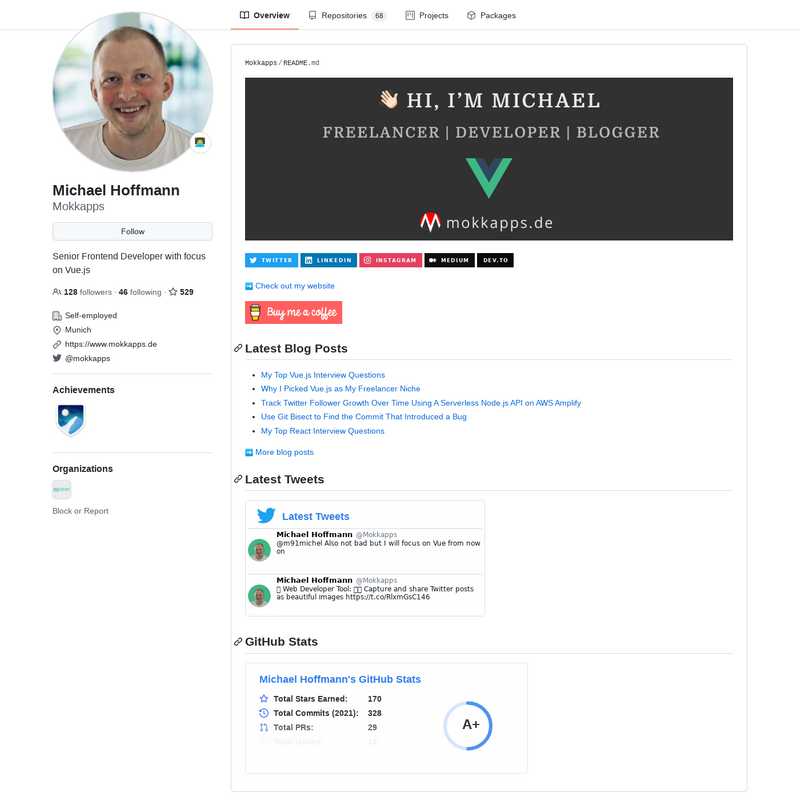 Overview
Repositories 68
Projects
Packages
Michael Hoffmann
Mokkapps
Follow
Senior Frontend Developer with focus
on Vue.js
128 followers · 46 following · 529
Self-employed
Munich
https://www.mokkapps.de
@mokkapps
Achievements
Organizations
Block or Report
Mokkapps / README.md
HI, I'M MICHAEL
FREELANCER | DEVELOPER | BLOGGER
mokkapps.de
TWITTER
LINKEDIN
INSTAGRAM
MEDIUM
DEV.TO
➡️ Check out my website
Buy me a coffee
Latest Blog Posts
• My Top Vue.js Interview Questions
• Why I Picked Vue.js as My Freelancer Niche
• Track Twitter Follower Growth Over Time Using A Serverless Node.js API on AWS Amplify
• Use Git Bisect to Find the Commit That Introduced a Bug
• My Top React Interview Questions
➡️ More blog posts
Latest Tweets
Latest Tweets
Michael Hoffmann @Mokkapps
@m91michel Also not bad but I will focus on Vue from now
on
Michael Hoffmann @Mokkapps
Web Developer Tool: Capture and share Twitter posts
as beautiful images https://t.co/RlxmGsC146
GitHub Stats
Michael Hoffmann's GitHub Stats
Total Stars Earned: 170
Total Commits (2021): 328
Total PRs: 29
A+